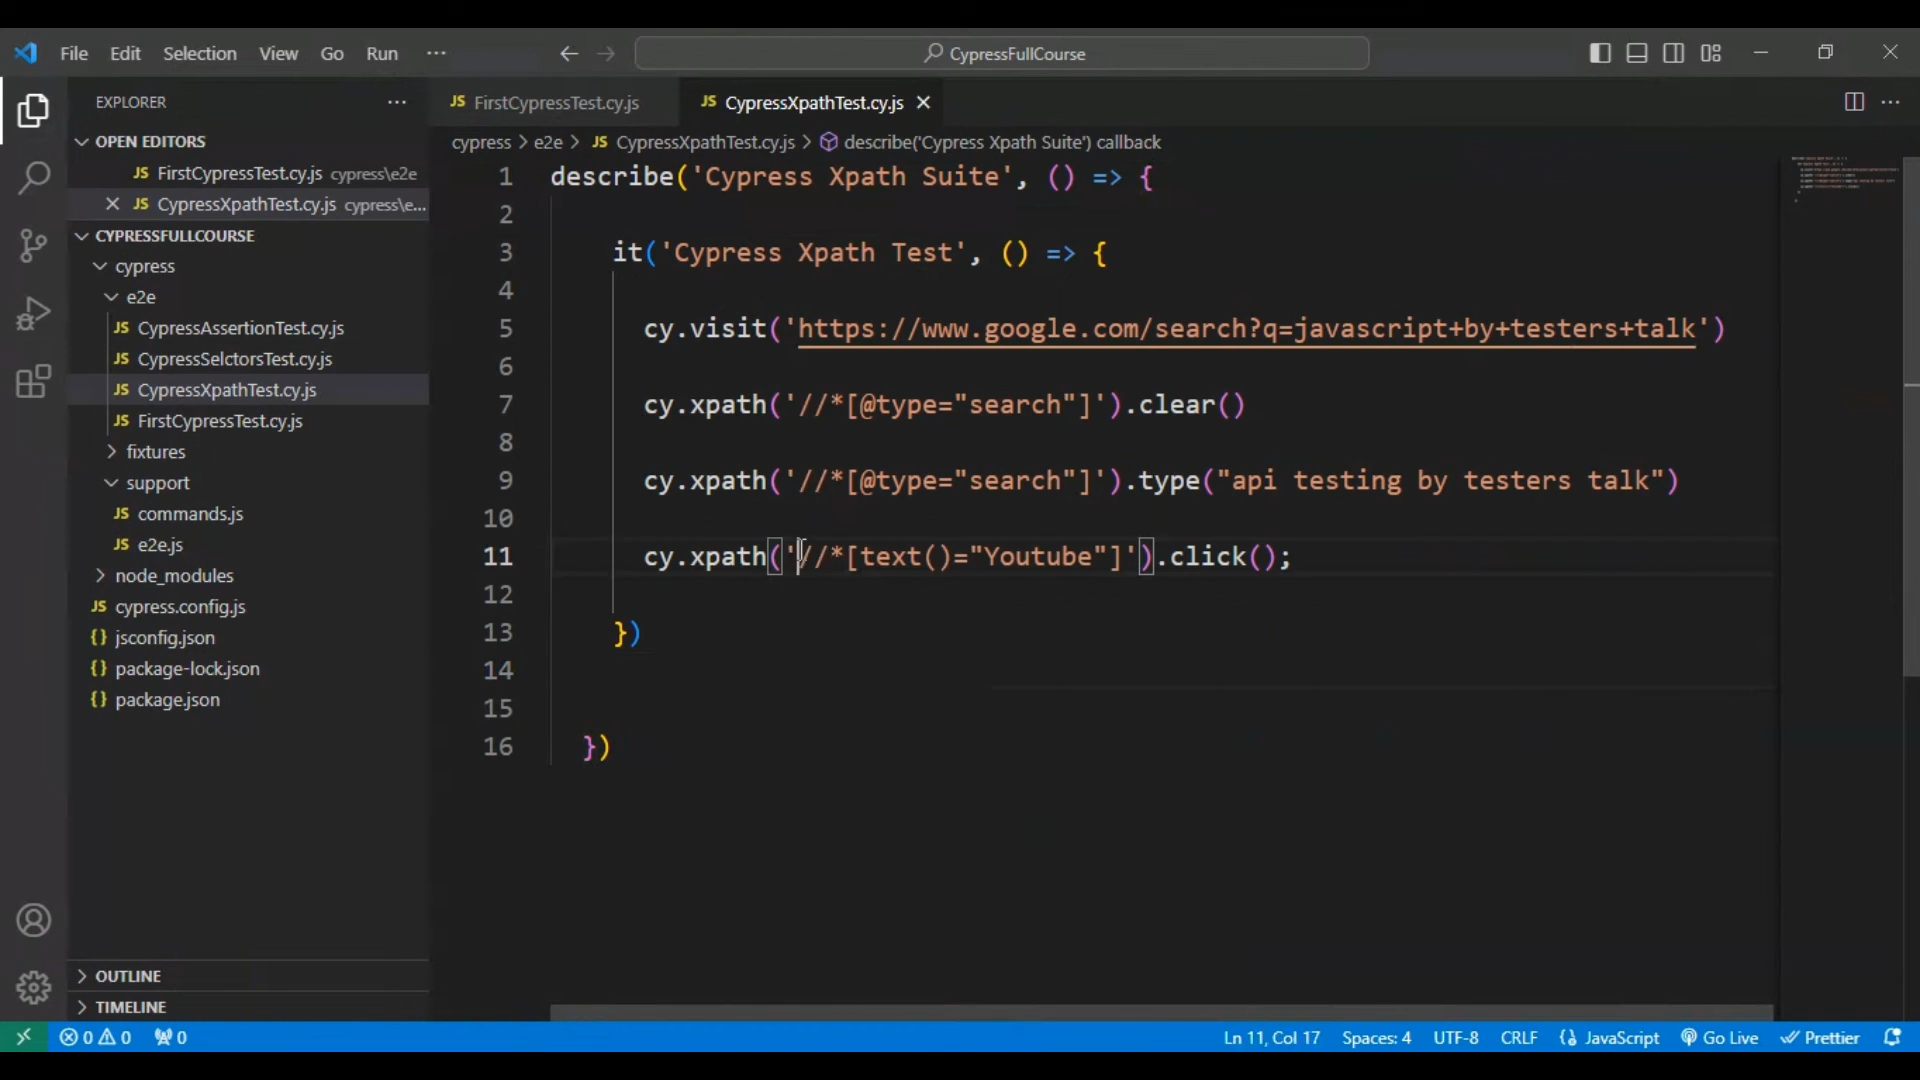 File Edit Selection View Go Run ···
CypressFullCourse
EXPLORER ···
OPEN EDITORS
JS FirstCypressTest.cy.js cypress\e2e
JS CypressXpathTest.cy.js cypress\e...
CYPRESSFULLCOURSE
cypress
e2e
JS CypressAssertionTest.cy.js
JS CypressSelctorsTest.cy.js
JS CypressXpathTest.cy.js
JS FirstCypressTest.cy.js
fixtures
support
JS commands.js
JS e2e.js
node_modules
JS cypress.config.js
{} jsconfig.json
{} package-lock.json
{} package.json
OUTLINE
TIMELINE
JS FirstCypressTest.cy.js JS CypressXpathTest.cy.js
cypress > e2e > JS CypressXpathTest.cy.js > describe('Cypress Xpath Suite') callback
1 describe('Cypress Xpath Suite', () => {
2
3 it('Cypress Xpath Test', () => {
4
5 cy.visit('https://www.google.com/search?q=javascript+by+testers+talk')
6
7 cy.xpath('//*[@type="search"]').clear()
8
9 cy.xpath('//*[@type="search"]').type("api testing by testers talk")
10
11 cy.xpath('//*[text()="Youtube"]').click();
12
13 })
14
15
16 })
0 0 0 Ln 11, Col 17 Spaces: 4 UTF-8 CRLF {} JavaScript Go Live Prettier